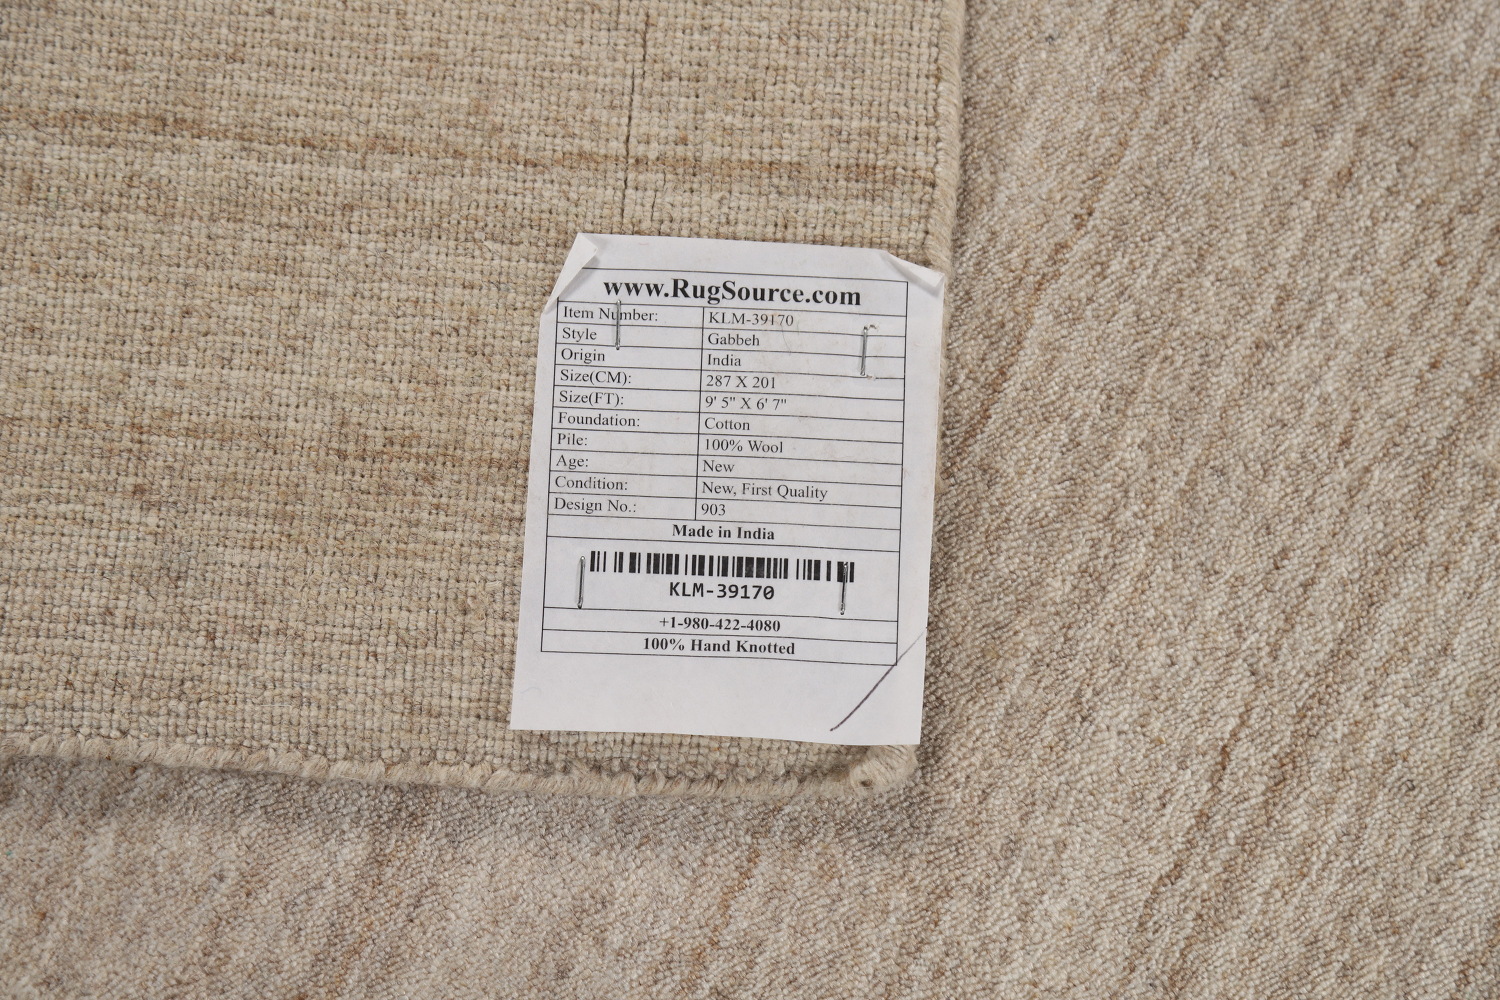 www.RugSource.com
Item Number: KLM-39170
Style Gabbeh
Origin India
Size(CM): 287 X 201
Size(FT): 9' 5" X 6' 7"
Foundation: Cotton
Pile: 100% Wool
Age: New
Condition: New, First Quality
Design No.: 903
Made in India
KLM-39170
+1-980-422-4080
100% Hand Knotted